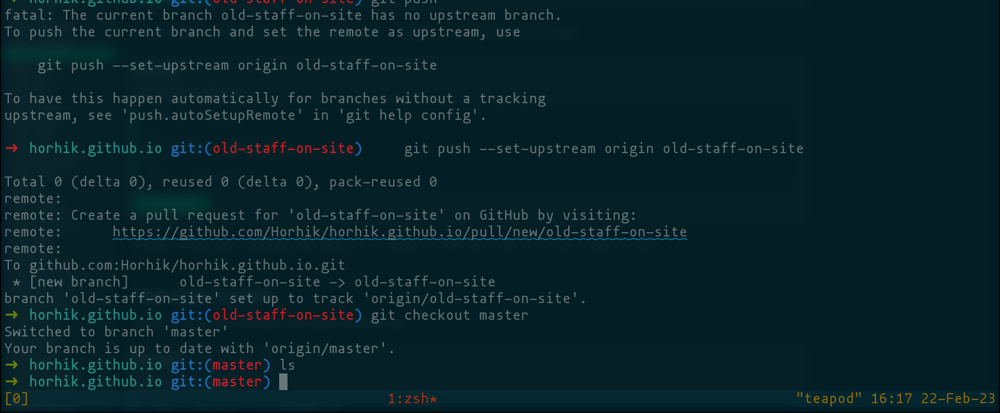 → horhik.github.io git:(old-staff-on-site) git push
fatal: The current branch old-staff-on-site has no upstream branch.
To push the current branch and set the remote as upstream, use
git push --set-upstream origin old-staff-on-site
To have this happen automatically for branches without a tracking
upstream, see 'push.autoSetupRemote' in 'git help config'.
→ horhik.github.io git:(old-staff-on-site) git push --set-upstream origin old-staff-on-site
Total 0 (delta 0), reused 0 (delta 0), pack-reused 0
remote:
remote: Create a pull request for 'old-staff-on-site' on GitHub by visiting:
remote: https://github.com/Horhik/horhik.github.io/pull/new/old-staff-on-site
remote:
To github.com:Horhik/horhik.github.io.git
* [new branch] old-staff-on-site -> old-staff-on-site
branch 'old-staff-on-site' set up to track 'origin/old-staff-on-site'.
→ horhik.github.io git:(old-staff-on-site) git checkout master
Switched to branch 'master'
Your branch is up to date with 'origin/master'.
→ horhik.github.io git:(master) ls
→ horhik.github.io git:(master)
[0] 1:zsh* "teapod" 16:17 22-Feb-23